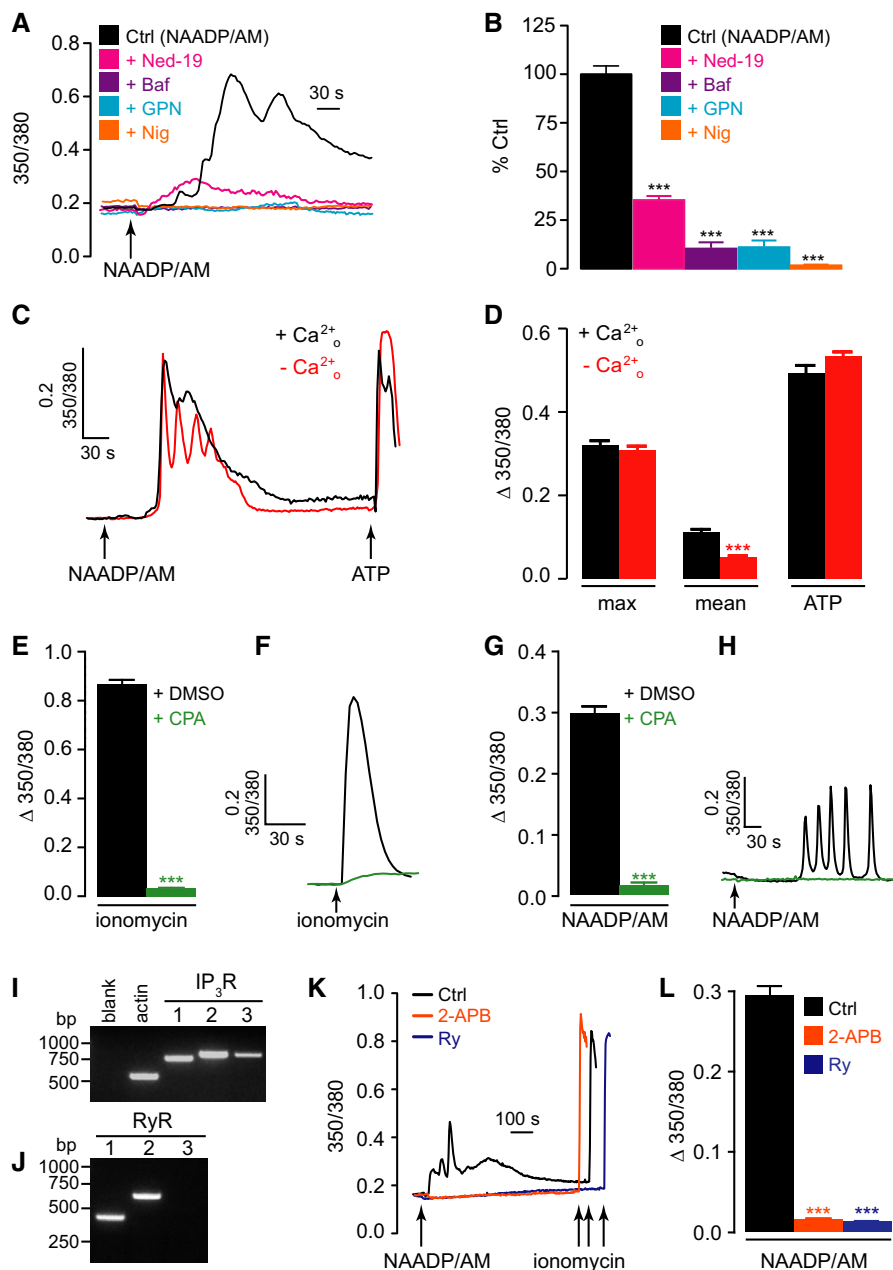 A
0.8
0.6
0.4
0.2
0.0
350/380
Ctrl (NAADP/AM)
+ Ned-19
+ Baf
+ GPN
+ Nig
30 s
NAADP/AM
B
125
100
75
50
25
0
% Ctrl
Ctrl (NAADP/AM)
+ Ned-19
+ Baf
+ GPN
+ Nig
***
***
***
***
C
0.2
350/380
30 s
+ Ca²⁺ₒ
- Ca²⁺ₒ
NAADP/AM
ATP
D
0.6
0.4
0.2
0.0
Δ 350/380
+ Ca²⁺ₒ
- Ca²⁺ₒ
***
max
mean
ATP
E
1.0
0.8
0.6
0.4
0.2
0.0
Δ 350/380
+ DMSO
+ CPA
***
ionomycin
F
0.2
350/380
30 s
ionomycin
G
0.4
0.3
0.2
0.1
0.0
Δ 350/380
+ DMSO
+ CPA
***
NAADP/AM
H
0.2
350/380
30 s
NAADP/AM
I
blank
actin
IP₃R
bp
1 2 3
1000
750
500
J
RyR
bp
1 2 3
1000
750
500
250
K
1.0
0.8
0.6
0.4
0.2
0.0
350/380
Ctrl
2-APB
Ry
100 s
NAADP/AM
ionomycin
L
0.3
0.2
0.1
0.0
Δ 350/380
Ctrl
2-APB
Ry
***
***
NAADP/AM